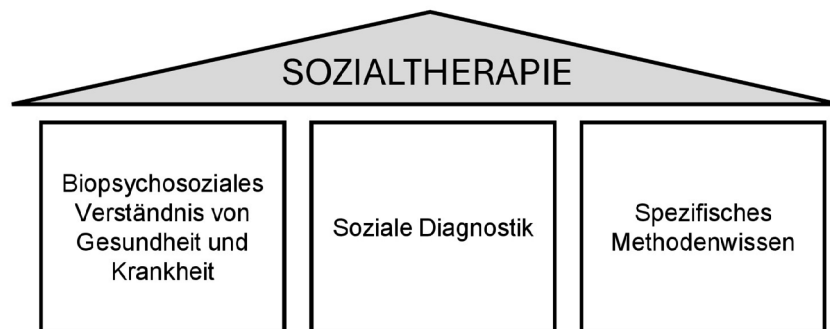 SOZIALTHERAPIE
Biopsychosoziales
Verständnis von
Gesundheit und
Krankheit
Soziale Diagnostik
Spezifisches
Methodenwissen